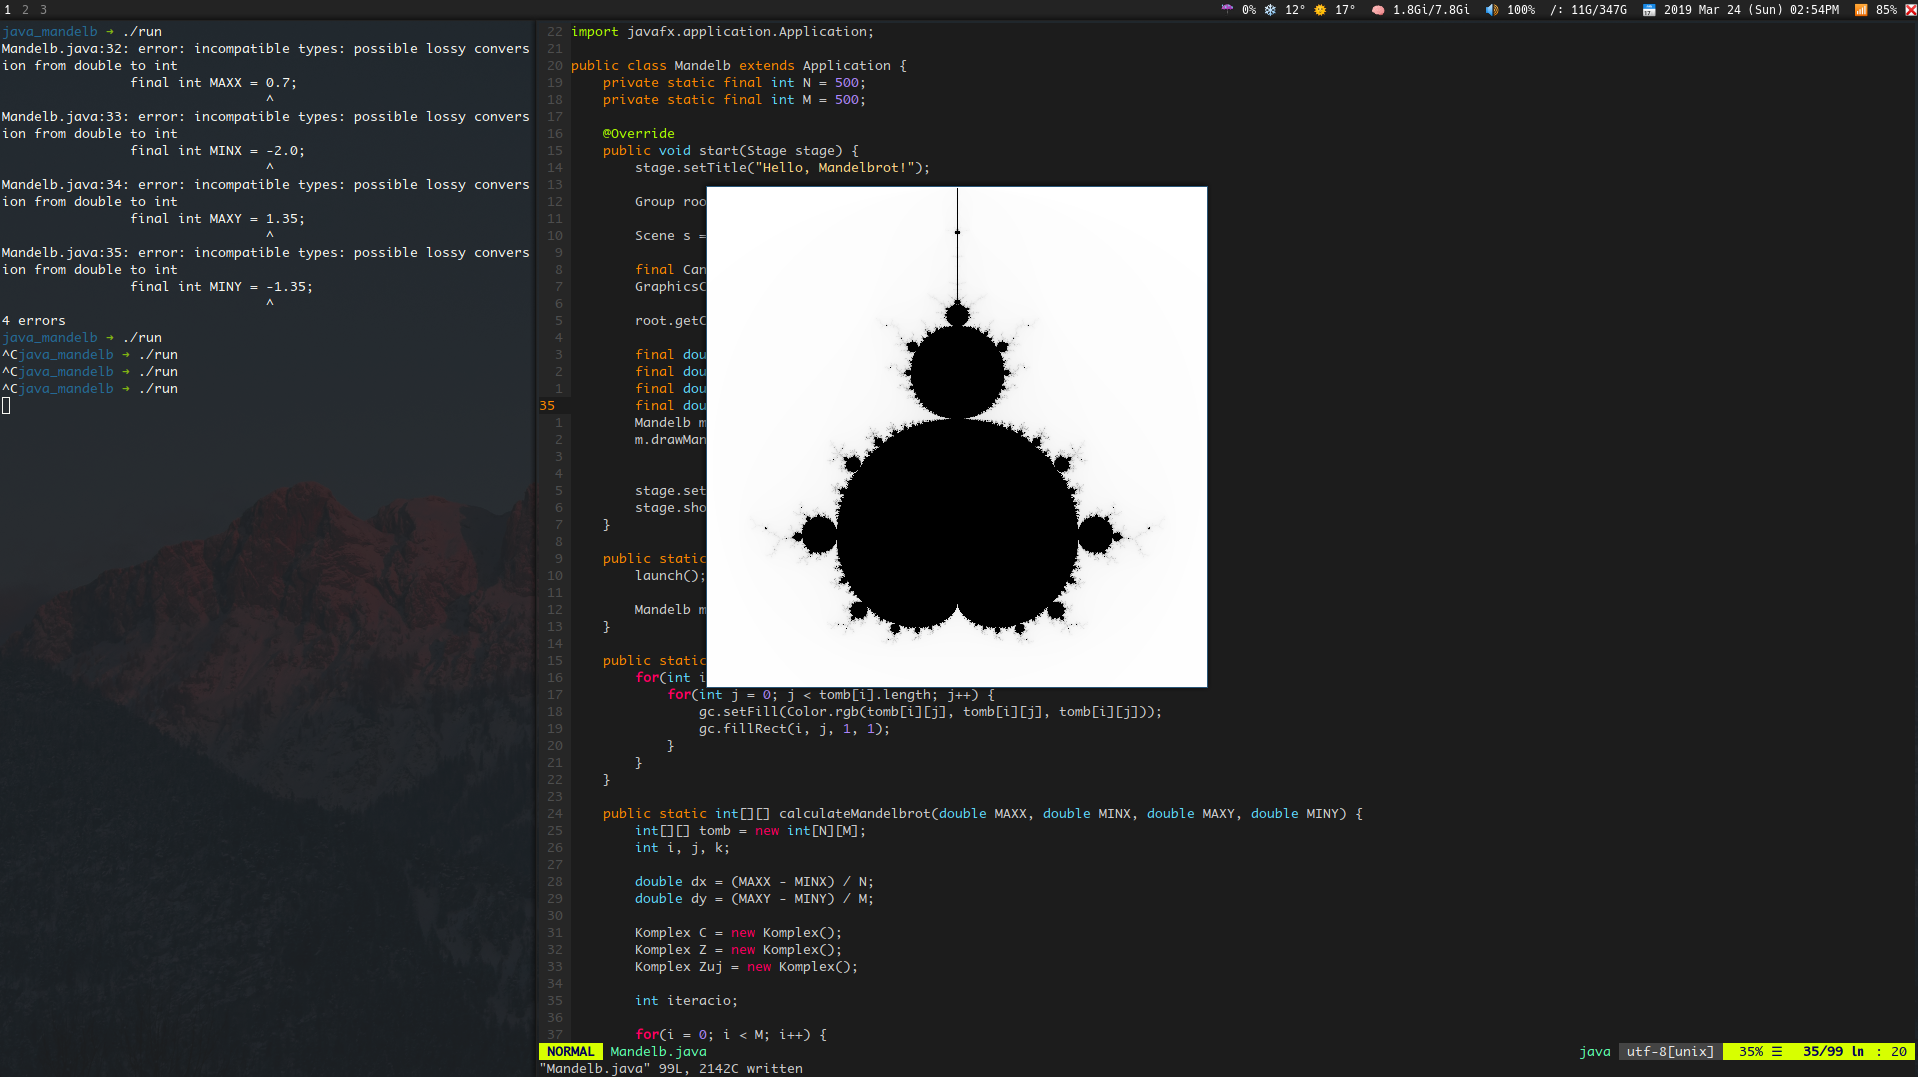 1 2 3
0% 12° 17° 1.8Gi/7.8Gi 100% /: 11G/347G 2019 Mar 24 (Sun) 02:54PM 85%
java_mandelb → ./run
Mandelb.java:32: error: incompatible types: possible lossy convers
ion from double to int
final int MAXX = 0.7;
^
Mandelb.java:33: error: incompatible types: possible lossy convers
ion from double to int
final int MINX = -2.0;
^
Mandelb.java:34: error: incompatible types: possible lossy convers
ion from double to int
final int MAXY = 1.35;
^
Mandelb.java:35: error: incompatible types: possible lossy convers
ion from double to int
final int MINY = -1.35;
^
4 errors
java_mandelb → ./run
^Cjava_mandelb → ./run
^Cjava_mandelb → ./run
^Cjava_mandelb → ./run
22 import javafx.application.Application;
21
20 public class Mandelb extends Application {
19 private static final int N = 500;
18 private static final int M = 500;
17
16 @Override
15 public void start(Stage stage) {
14 stage.setTitle("Hello, Mandelbrot!");
13
12 Group roo
11
10 Scene s =
9
8 final Can
7 GraphicsC
6
5 root.getC
4
3 final dou
2 final dou
1 final dou
35 final dou
1 Mandelb m
2 m.drawMan
3
4
5 stage.set
6 stage.sho
7 }
8
9 public static
10 launch();
11
12 Mandelb m
13 }
14
15 public static
16 for(int i
17 for(int j = 0; j < tomb[i].length; j++) {
18 gc.setFill(Color.rgb(tomb[i][j], tomb[i][j], tomb[i][j]));
19 gc.fillRect(i, j, 1, 1);
20 }
21 }
22 }
23
24 public static int[][] calculateMandelbrot(double MAXX, double MINX, double MAXY, double MINY) {
25 int[][] tomb = new int[N][M];
26 int i, j, k;
27
28 double dx = (MAXX - MINX) / N;
29 double dy = (MAXY - MINY) / M;
30
31 Komplex C = new Komplex();
32 Komplex Z = new Komplex();
33 Komplex Zuj = new Komplex();
34
35 int iteracio;
36
37 for(i = 0; i < M; i++) {
NORMAL Mandelb.java java utf-8[unix] 35% ☰ 35/99 ln : 20
"Mandelb.java" 99L, 2142C written